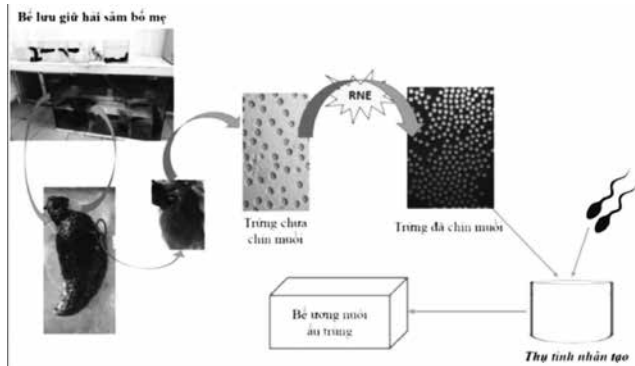 Bể lưu giữ hải sâm bố mẹ
RNE
Trứng chưa
chín muồi
Trứng đã chín muồi
Bể ương nuôi
ấu trùng
Thụ tinh nhân tạo